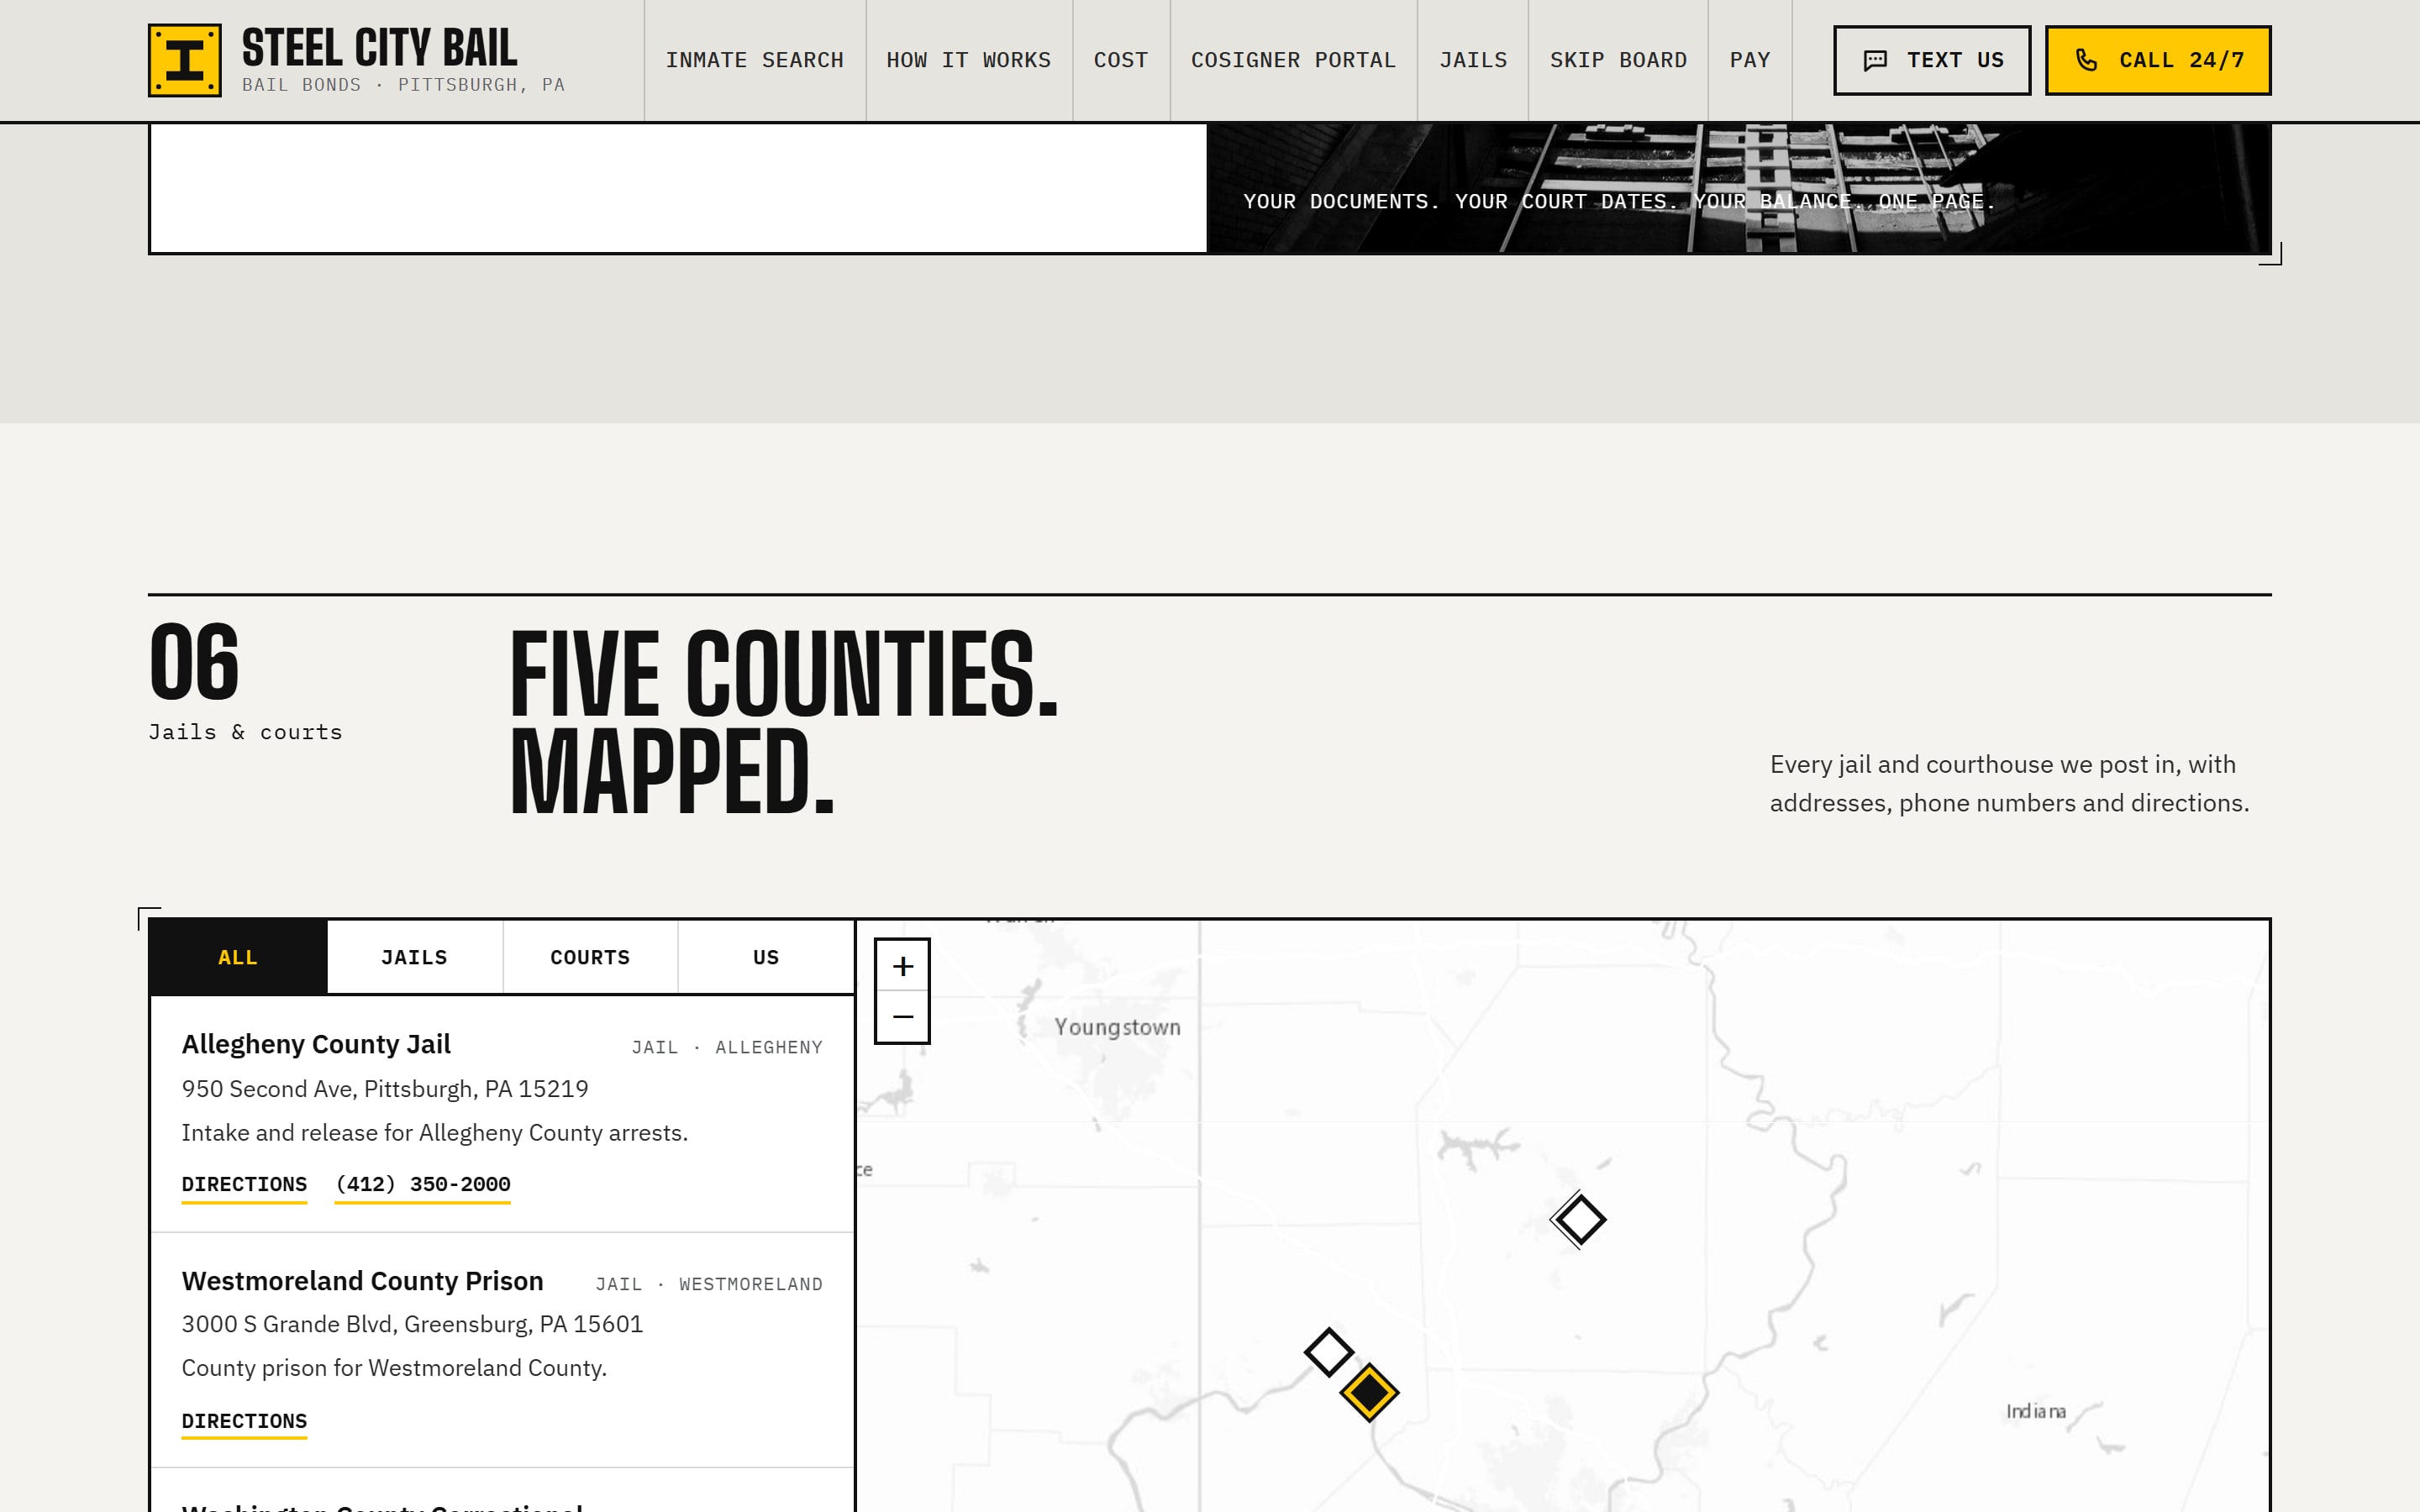 STEEL CITY BAIL
BAIL BONDS · PITTSBURGH, PA
INMATE SEARCH
HOW IT WORKS
COST
COSIGNER PORTAL
JAILS
SKIP BOARD
PAY
TEXT US
CALL 24/7
YOUR DOCUMENTS. YOUR COURT DATES. YOUR BALANCE. ONE PAGE.
06
Jails & courts
FIVE COUNTIES.
MAPPED.
Every jail and courthouse we post in, with
addresses, phone numbers and directions.
ALL
JAILS
COURTS
US
Allegheny County Jail
JAIL · ALLEGHENY
950 Second Ave, Pittsburgh, PA 15219
Intake and release for Allegheny County arrests.
DIRECTIONS
(412) 350-2000
Westmoreland County Prison
JAIL · WESTMORELAND
3000 S Grande Blvd, Greensburg, PA 15601
County prison for Westmoreland County.
DIRECTIONS
Washington County Correctional
+
−
Youngstown
Indiana